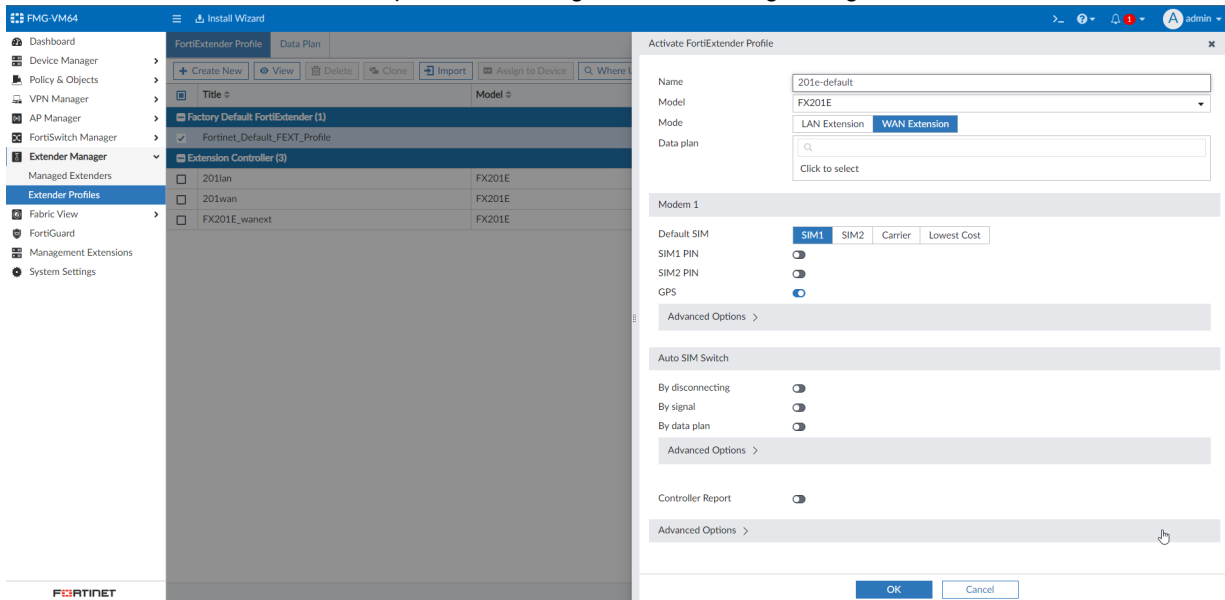 FMG-VM64
Install Wizard
admin
Dashboard
Device Manager
Policy & Objects
VPN Manager
AP Manager
FortiSwitch Manager
Extender Manager
Managed Extenders
Extender Profiles
Fabric View
FortiGuard
Management Extensions
System Settings
FORTINET
FortiExtender Profile Data Plan
Create New View Delete Clone Import Assign to Device Where U
Title Model
Factory Default FortiExtender (1)
Fortinet_Default_FEXT_Profile
Extension Controller (3)
201lan FX201E
201wan FX201E
FX201E_wanext FX201E
Activate FortiExtender Profile
Name 201e-default
Model FX201E
Mode LAN Extension WAN Extension
Data plan
Click to select
Modem 1
Default SIM SIM1 SIM2 Carrier Lowest Cost
SIM1 PIN
SIM2 PIN
GPS
Advanced Options >
Auto SIM Switch
By disconnecting
By signal
By data plan
Advanced Options >
Controller Report
Advanced Options >
OK Cancel